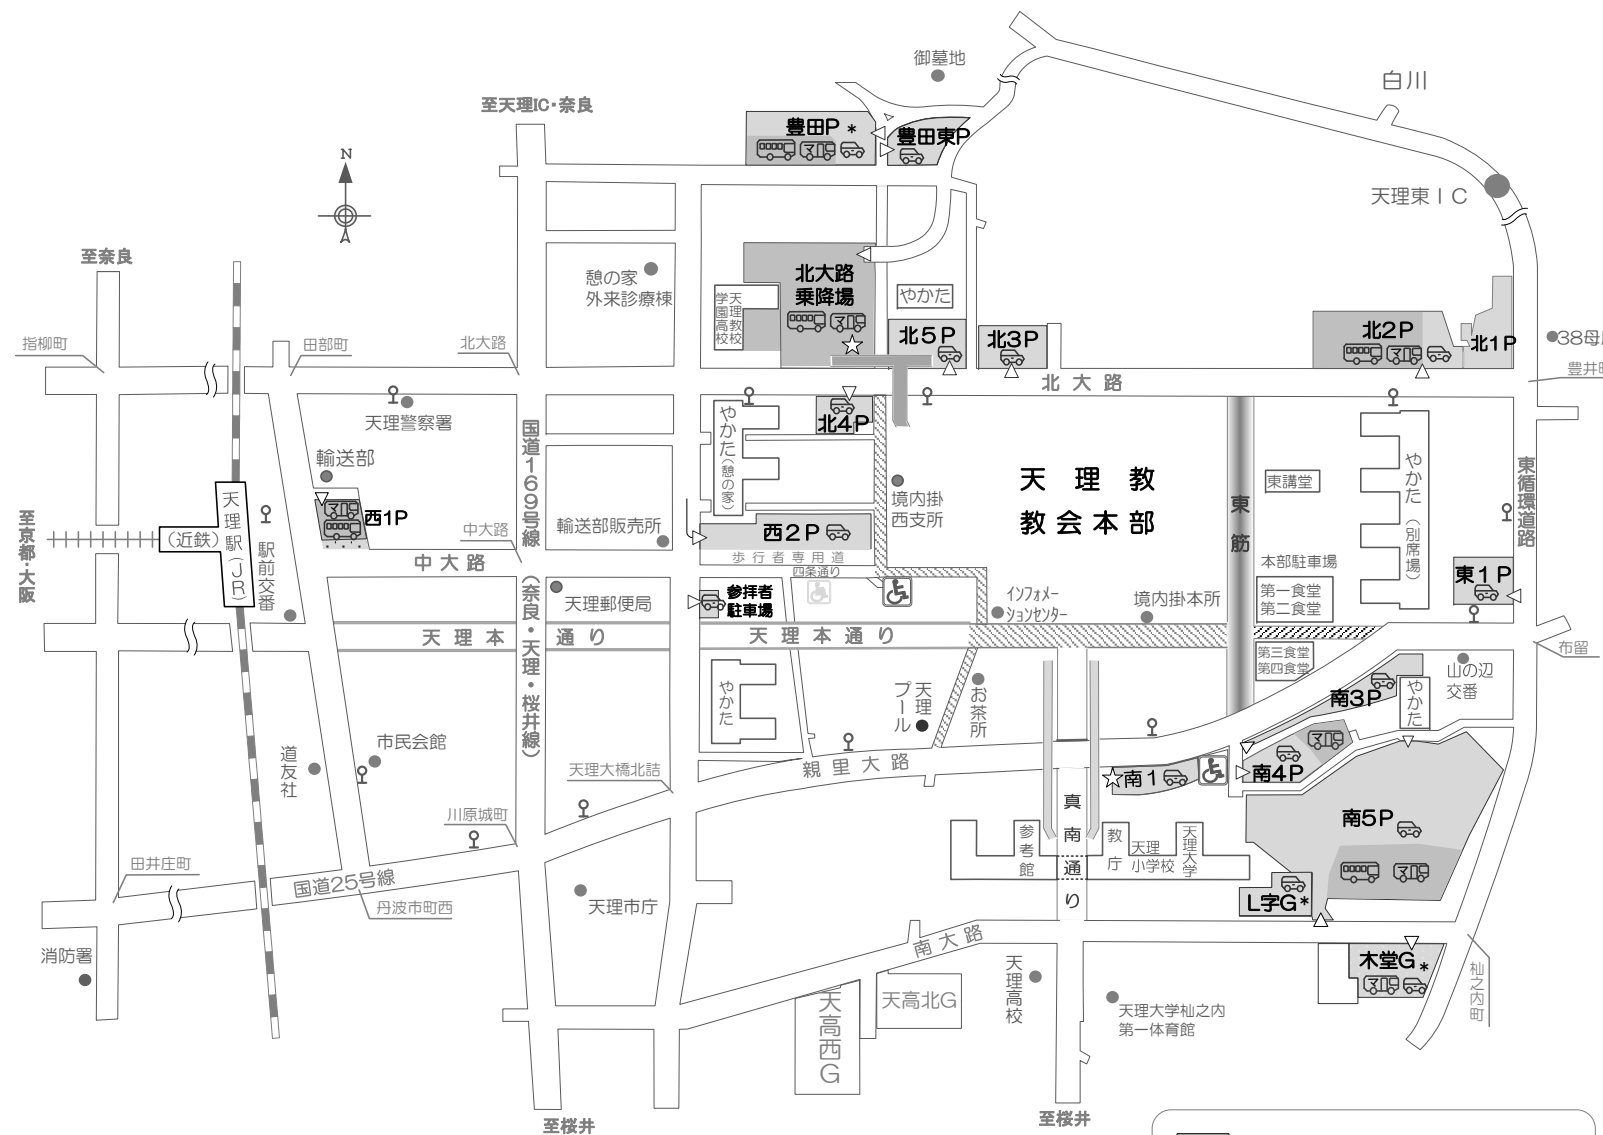 御墓地
白川
至天理IC・奈良
豊田P *
豊田東P
マ
N
天理東IC
至奈良
憩の家
外来診療棟
北大路
乗降場
マ
天理教校
学園高校
やかた
北5P
北3P
北2P
マ
北1P
38母屋
指柳町
田部町
北大路
豊井町
北大路
天理警察署
北4P
やかた(憩の家)
国道169号線(奈良・天理・桜井線)
輸送部
天理教
教会本部
東筋
東講堂
やかた(別席場)
東循環道路
境内掛
西支所
マ
西1P
天理駅(JR)
(近鉄)
至京都・大阪
駅前交番
中大路
中大路
輸送部販売所
西2P
歩行者専用道
四条通り
本部駐車場
東1P
天理郵便局
参拝者
駐車場
インフォメー
ションセンター
境内掛本所
第一食堂
第二食堂
天理本通り
天理本通り
布留
第三食堂
第四食堂
山の辺
交番
やかた
天理
プール
お茶所
南3P
やかた
マ
南4P
市民会館
道友社
天理大橋北詰
親里大路
南1
真南通り
川原城町
南5P
マ
参考館
教庁
天理
小学校
天理大学
田井庄町
国道25号線
丹波市町西
天理市庁
L字G*
南大路
消防署
木堂G *
マ
杣之内町
天理高校
天高西G
天高北G
天理大学杣之内
第一体育館
至桜井
至桜井